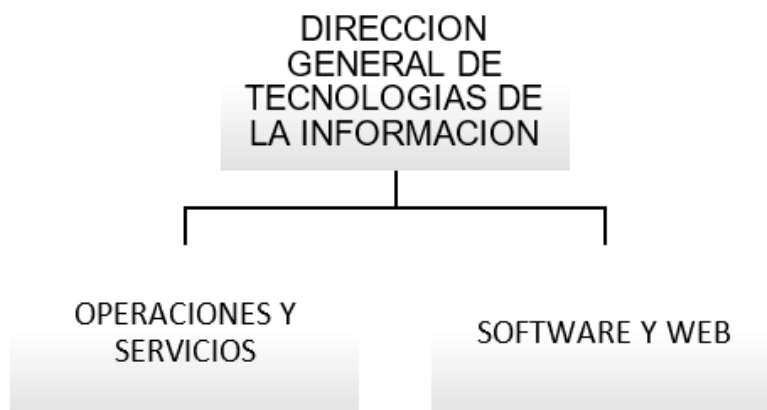 DIRECCION
GENERAL DE
TECNOLOGIAS DE
LA INFORMACION
OPERACIONES Y
SERVICIOS
SOFTWARE Y WEB